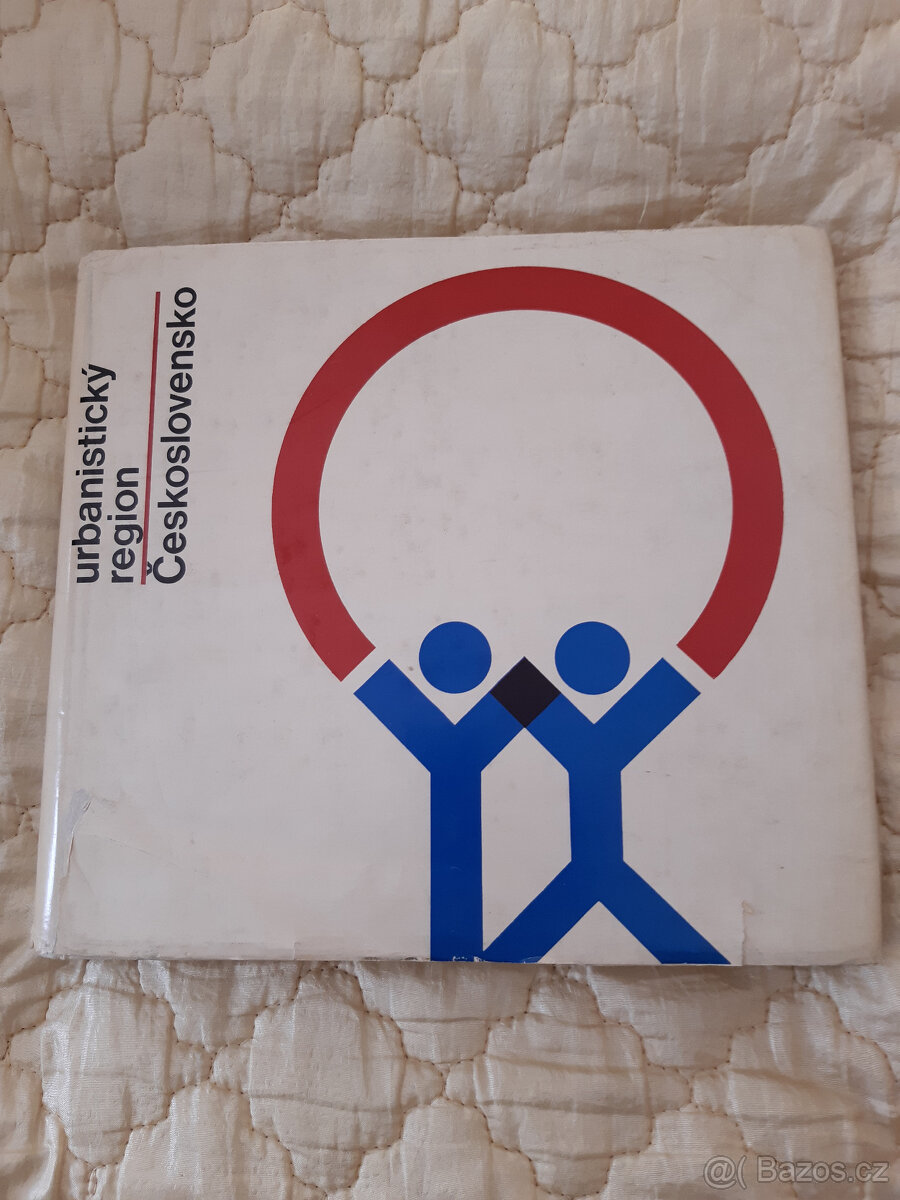 urbanistický
region
Československo
@( Bazos.cz